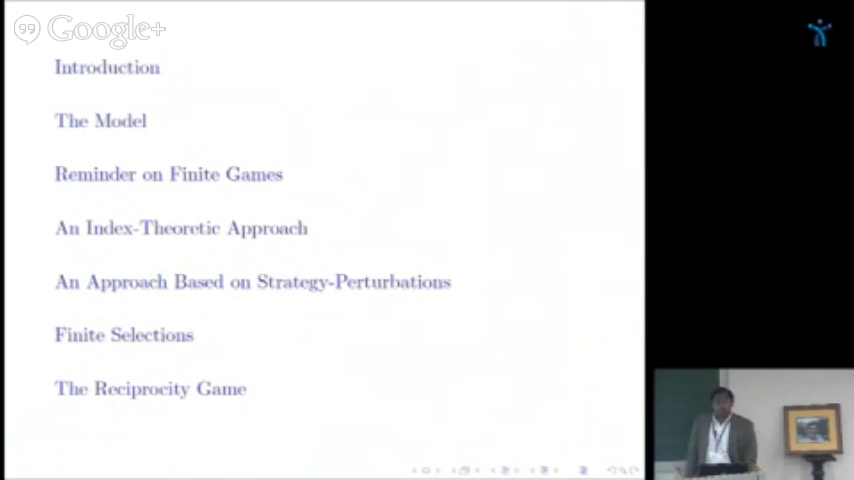 Google+
Introduction
The Model
Reminder on Finite Games
An Index-Theoretic Approach
An Approach Based on Strategy-Perturbations
Finite Selections
The Reciprocity Game